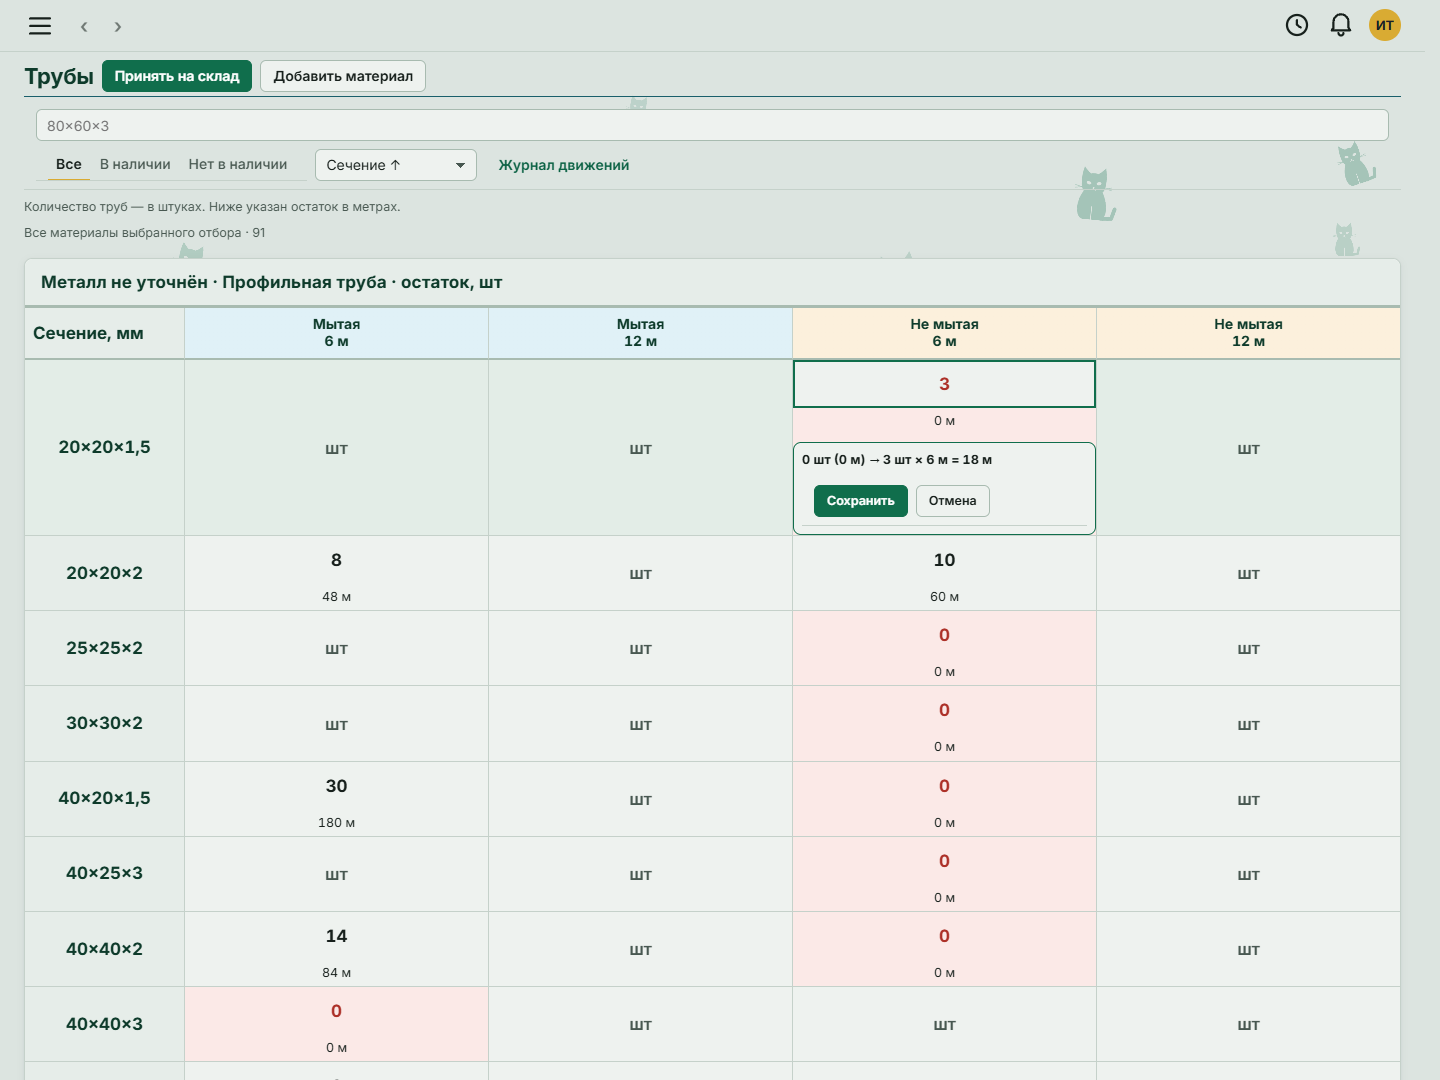 ИТ
Трубы
Принять на склад
Добавить материал
80×60×3
Все
В наличии
Нет в наличии
Сечение ↑
Журнал движений
Количество труб — в штуках. Ниже указан остаток в метрах.
Все материалы выбранного отбора · 91
Металл не уточнён · Профильная труба · остаток, шт
Сечение, мм
Мытая
6 м
Мытая
12 м
Не мытая
6 м
Не мытая
12 м
20×20×1,5
шт
шт
3
0 м
0 шт (0 м) → 3 шт × 6 м = 18 м
Сохранить
Отмена
шт
20×20×2
8
48 м
шт
10
60 м
шт
25×25×2
шт
шт
0
0 м
шт
30×30×2
шт
шт
0
0 м
шт
40×20×1,5
30
180 м
шт
0
0 м
шт
40×25×3
шт
шт
0
0 м
шт
40×40×2
14
84 м
шт
0
0 м
шт
40×40×3
0
0 м
шт
шт
шт